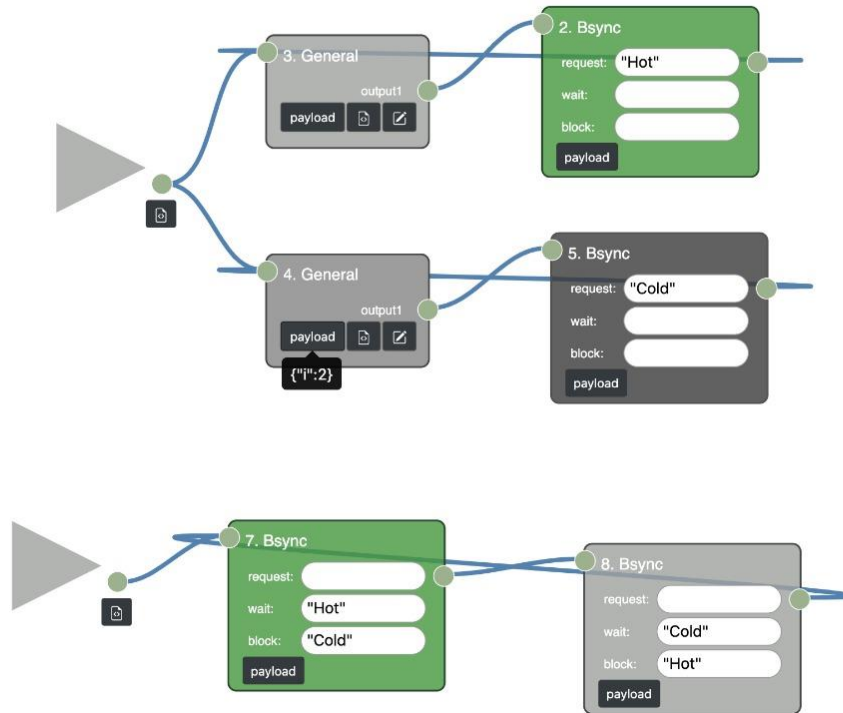 3. General
output1
payload
2. Bsync
request: "Hot"
wait:
block:
payload
4. General
output1
payload
{"i":2}
5. Bsync
request: "Cold"
wait:
block:
payload
7. Bsync
request:
wait: "Hot"
block: "Cold"
payload
8. Bsync
request:
wait: "Cold"
block: "Hot"
payload